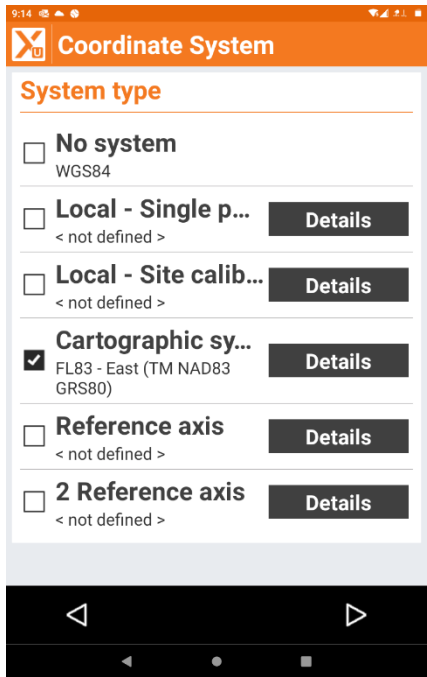 9:14
U
Coordinate System
System type
No system
WGS84
Local - Single p...
< not defined >
Details
Local - Site calib...
< not defined >
Details
Cartographic sy...
FL83 - East (TM NAD83
GRS80)
Details
Reference axis
< not defined >
Details
2 Reference axis
< not defined >
Details